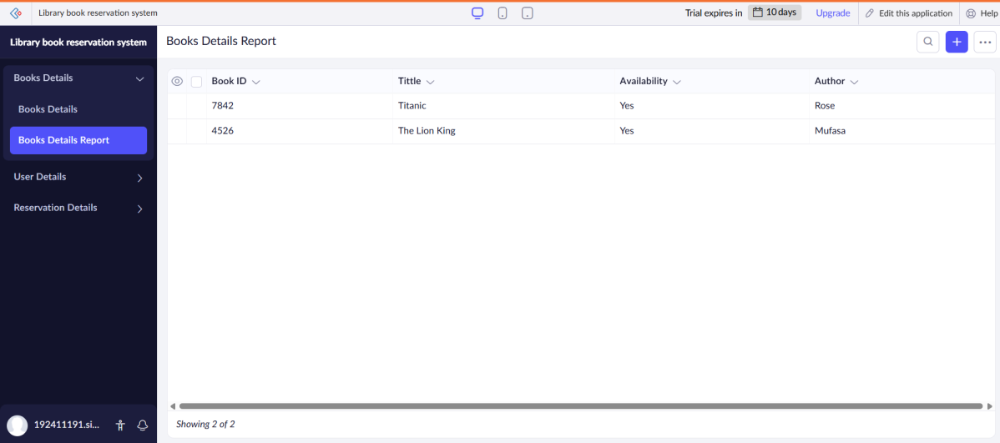 Library book reservation system
Trial expires in 10 days Upgrade Edit this application Help
Library book reservation system
Books Details
Books Details
Books Details Report
User Details
Reservation Details
192411191.si...
Books Details Report
Book ID Tittle Availability Author
7842 Titanic Yes Rose
4526 The Lion King Yes Mufasa
Showing 2 of 2